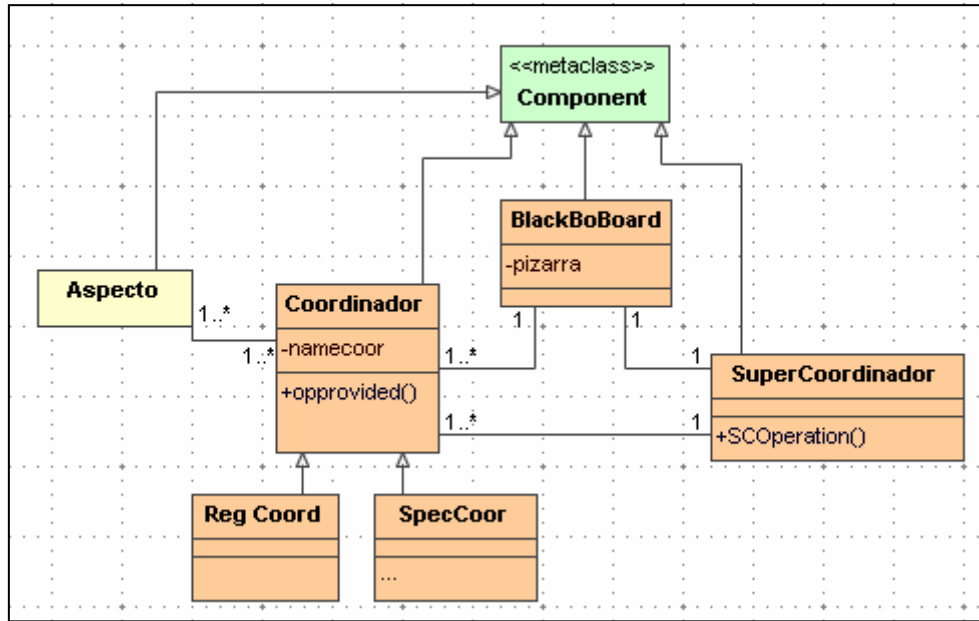 <<metaclass>>
Component
BlackBoBoard
-pizarra
Aspecto
1..*
1..*
Coordinador
-namecoor
+opprovided()
1
1..*
1
1
SuperCoordinador
+SCOperation()
1..*
1
Reg Coord
SpecCoor
...